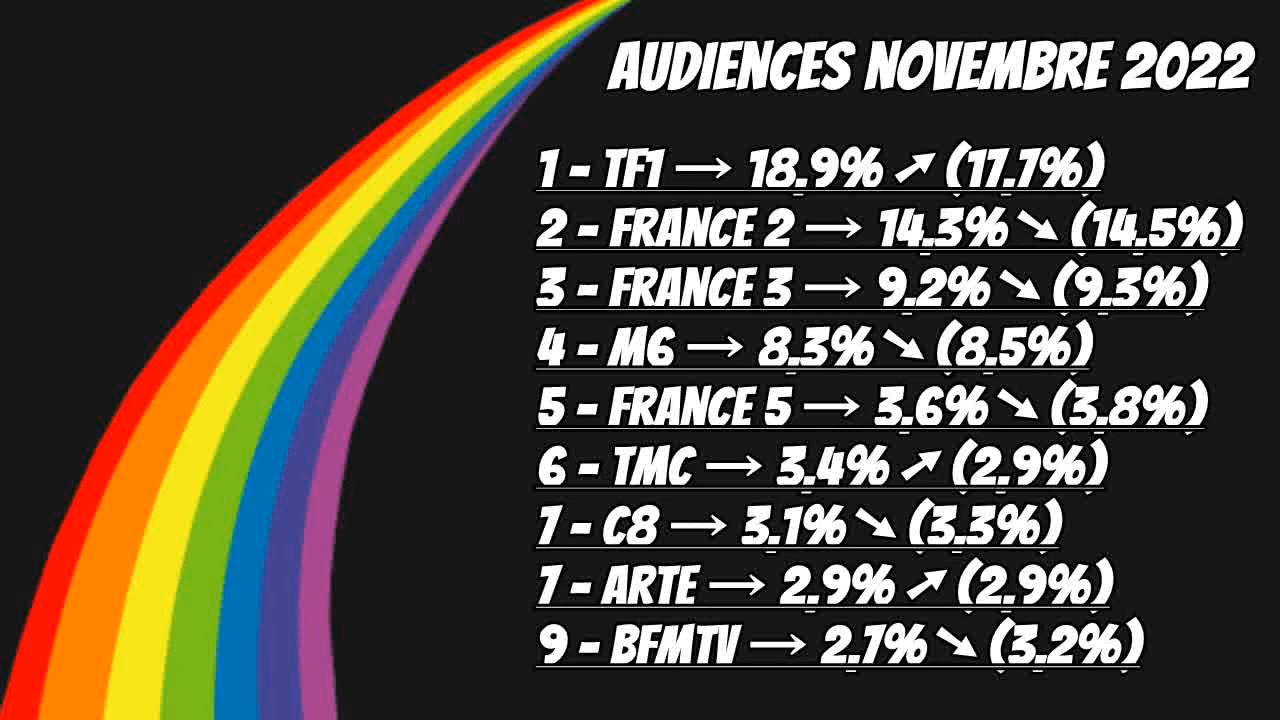 AUDIENCES NOVEMBRE 2022
1 - TF1 → 18.9% ↗ (17.7%)
2 - FRANCE 2 → 14.3% ↘ (14.5%)
3 - FRANCE 3 → 9.2% ↘ (9.3%)
4 - M6 → 8.3% ↘ (8.5%)
5 - FRANCE 5 → 3.6% ↘ (3.8%)
6 - TMC → 3.4% ↗ (2.9%)
7 - C8 → 3.1% ↘ (3.3%)
7 - ARTE → 2.9% ↗ (2.9%)
9 - BFMTV → 2.7% ↘ (3.2%)